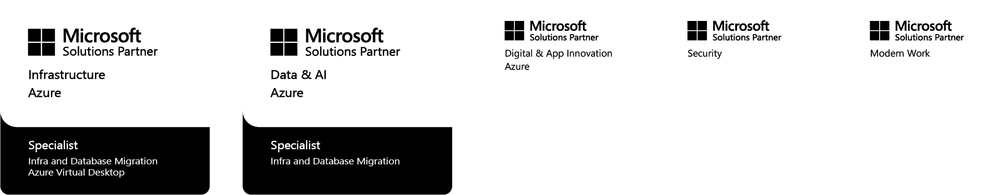 Microsoft
Solutions Partner
Infrastructure
Azure
Specialist
Infra and Database Migration
Azure Virtual Desktop
Microsoft
Solutions Partner
Data & AI
Azure
Specialist
Infra and Database Migration
Microsoft
Solutions Partner
Digital & App Innovation
Azure
Microsoft
Solutions Partner
Security
Microsoft
Solutions Partner
Modern Work